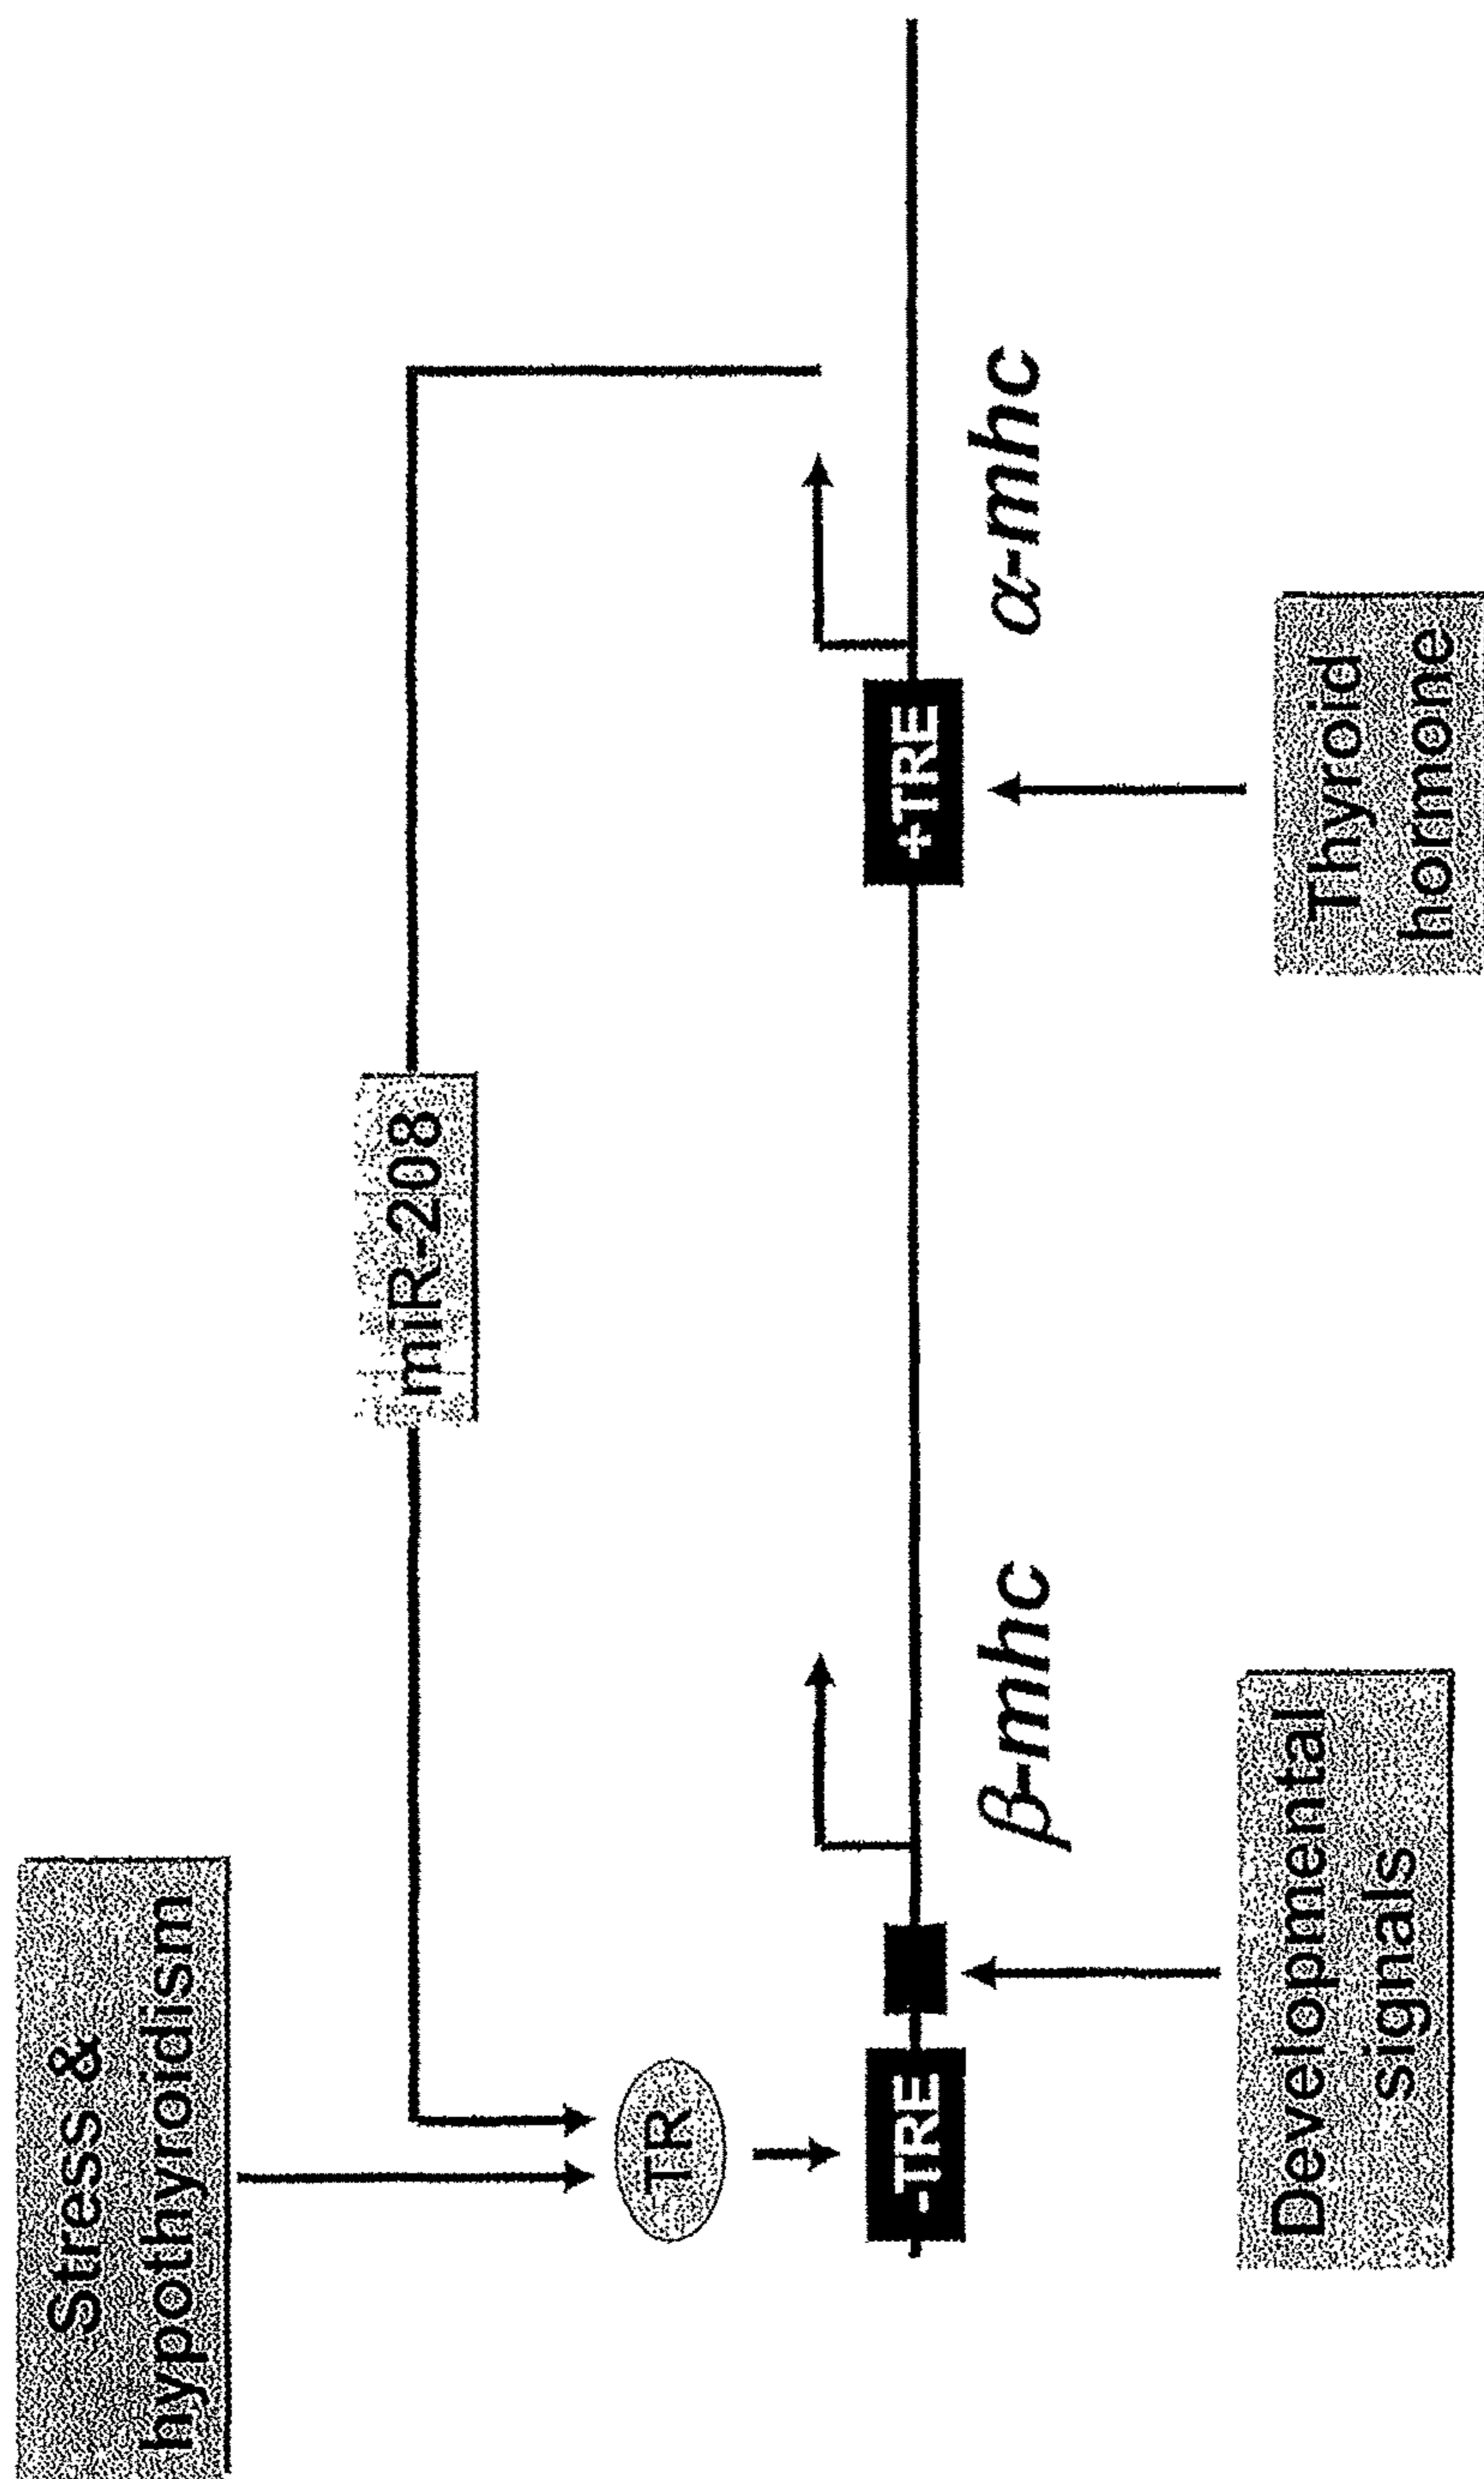 Stress &
hypothyroidism
miR-208
TR
-TRE
+TRE
β-mhc
α-mhc
Developmental
signals
Thyroid
hormone